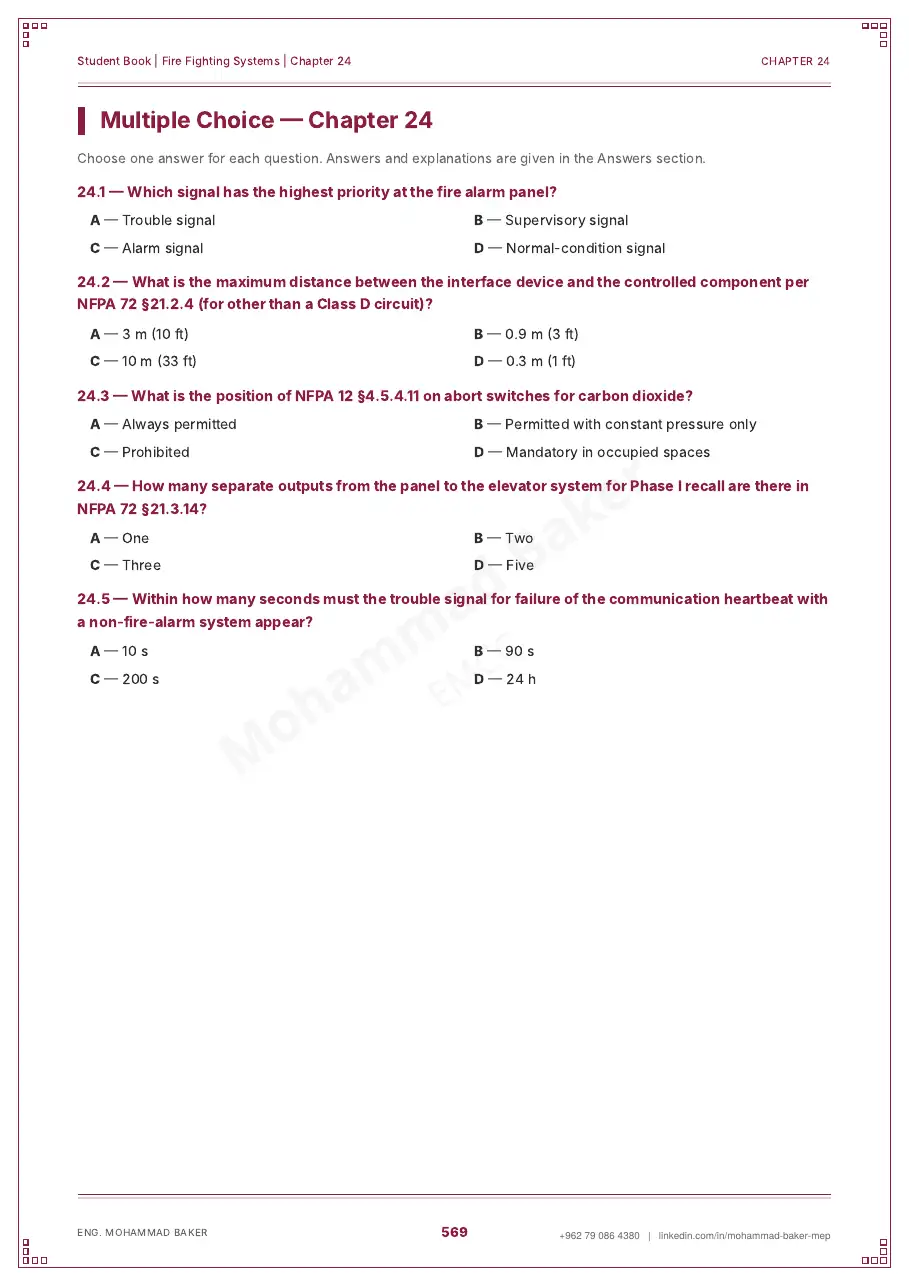 Student Book | Fire Fighting Systems | Chapter 24
CHAPTER 24
Multiple Choice — Chapter 24
Choose one answer for each question. Answers and explanations are given in the Answers section.
24.1 — Which signal has the highest priority at the fire alarm panel?
A — Trouble signal
B — Supervisory signal
C — Alarm signal
D — Normal-condition signal
24.2 — What is the maximum distance between the interface device and the controlled component per
NFPA 72 §21.2.4 (for other than a Class D circuit)?
A — 3 m (10 ft)
B — 0.9 m (3 ft)
C — 10 m (33 ft)
D — 0.3 m (1 ft)
24.3 — What is the position of NFPA 12 §4.5.4.11 on abort switches for carbon dioxide?
A — Always permitted
B — Permitted with constant pressure only
C — Prohibited
D — Mandatory in occupied spaces
24.4 — How many separate outputs from the panel to the elevator system for Phase I recall are there in
NFPA 72 §21.3.14?
A — One
B — Two
C — Three
D — Five
24.5 — Within how many seconds must the trouble signal for failure of the communication heartbeat with
a non-fire-alarm system appear?
A — 10 s
B — 90 s
C — 200 s
D — 24 h
Mohammad Baker
ENG. MOHAMMAD BAKER
569
+962 79 086 4380 | linkedin.com/in/mohammad-baker-mep